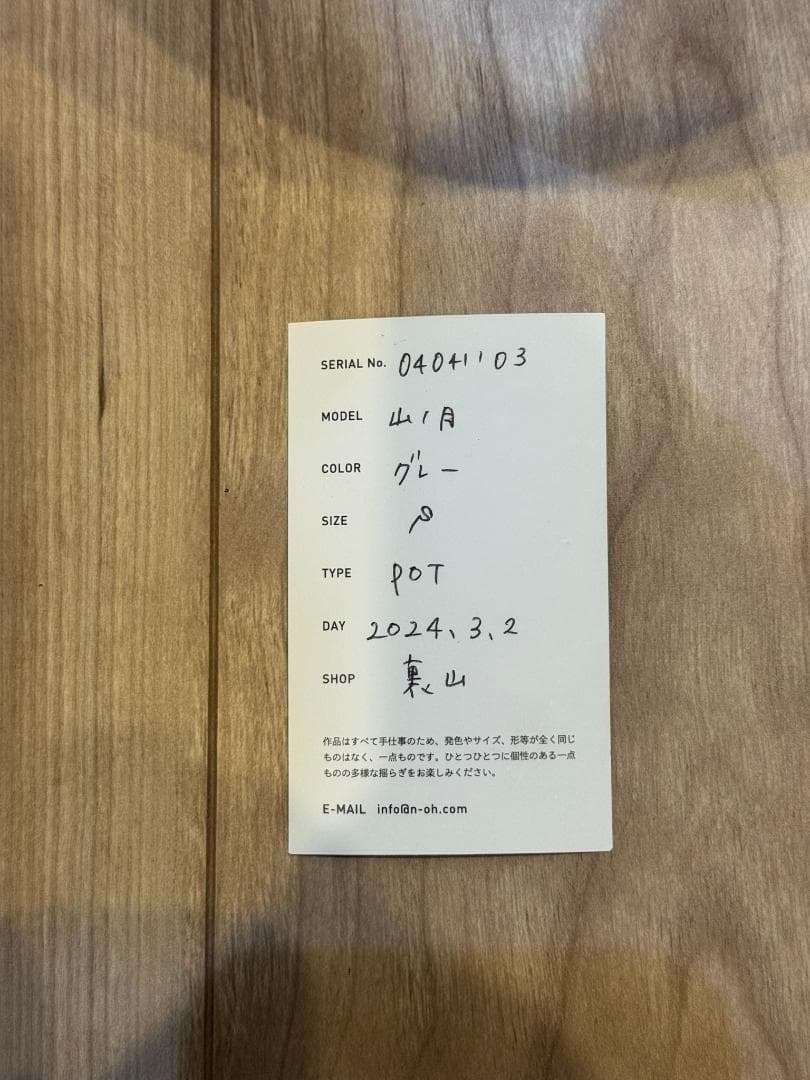 SERIAL No. 04041103
MODEL 山ノ月
COLOR グレー
SIZE
TYPE POT
DAY 2024、3、2
SHOP 裏山
作品はすべて手仕事のため、発色やサイズ、形等が全く同じ
ものはなく、一点ものです。ひとつひとつに個性のある一点
ものの多様な揺らぎをお楽しみください。
E-MAIL info@n-oh.com